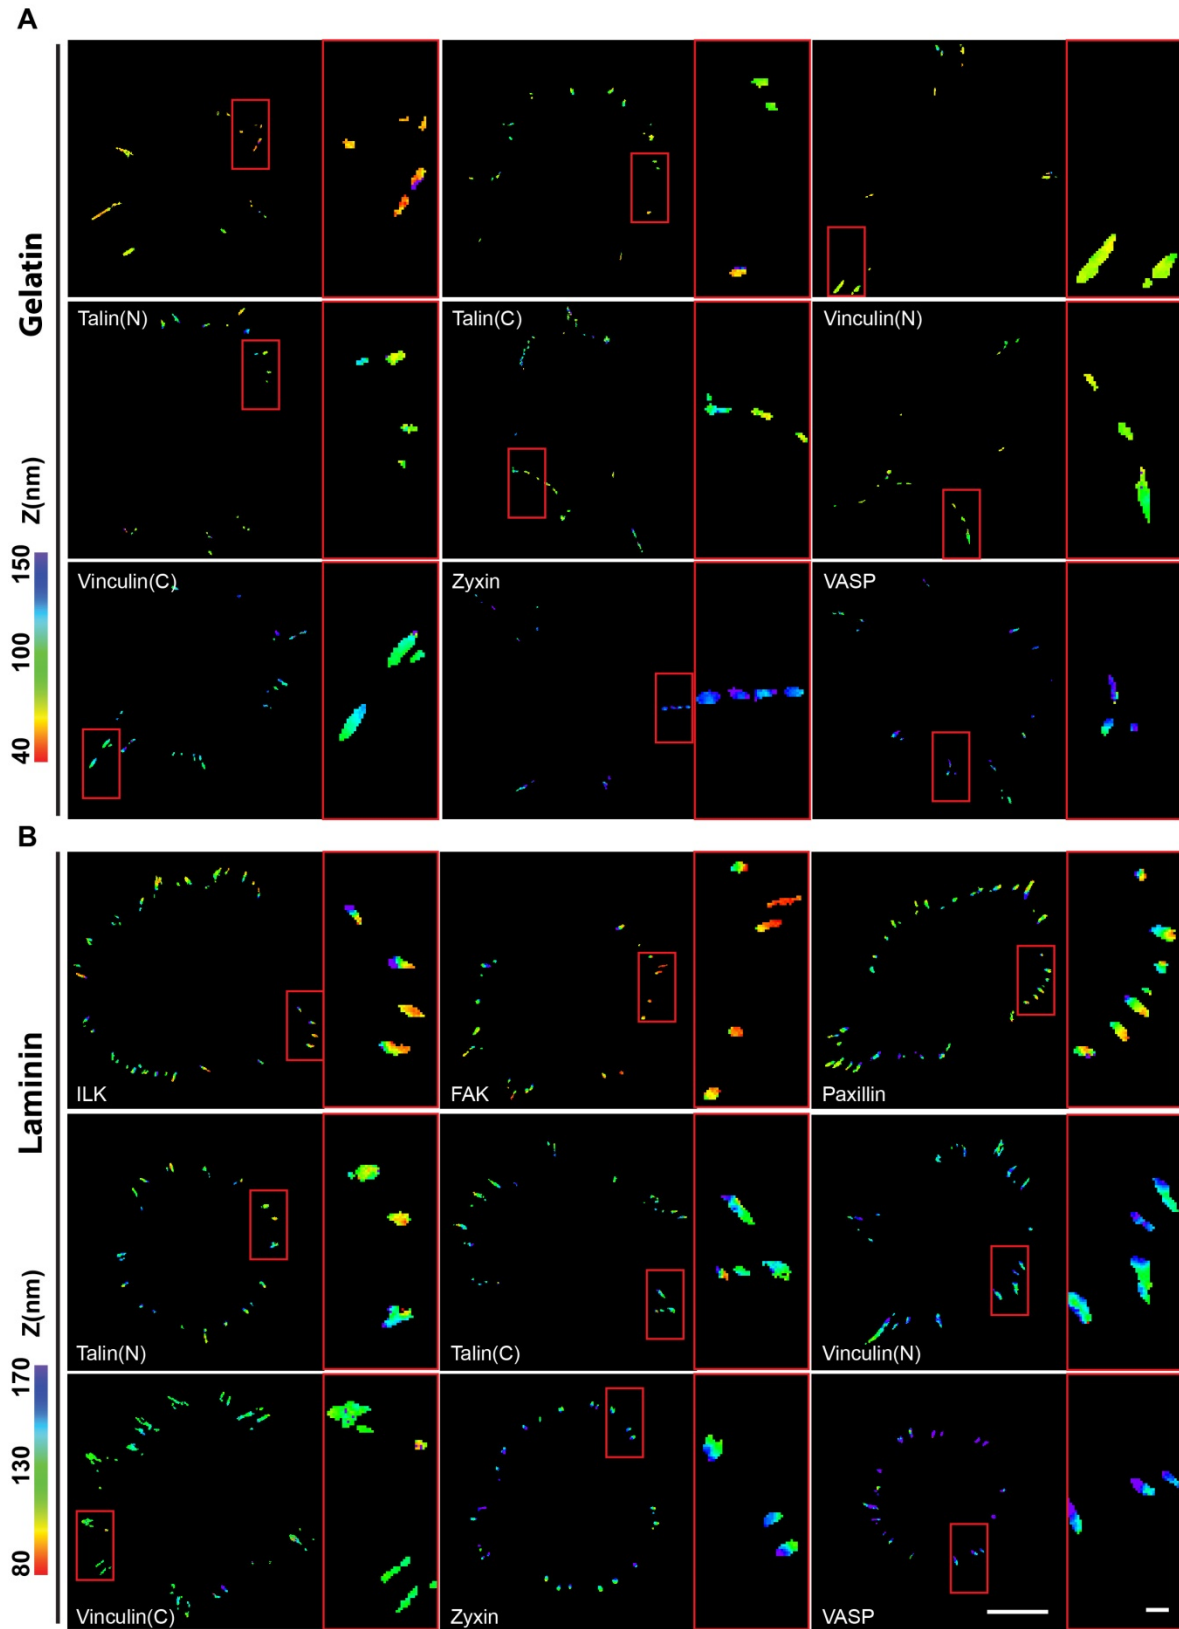 A
Gelatin
Z(nm)
150
100
40
Talin(N)
Talin(C)
Vinculin(N)
Vinculin(C)
Zyxin
VASP
B
Laminin
Z(nm)
170
130
80
ILK
FAK
Paxillin
Talin(N)
Talin(C)
Vinculin(N)
Vinculin(C)
Zyxin
VASP